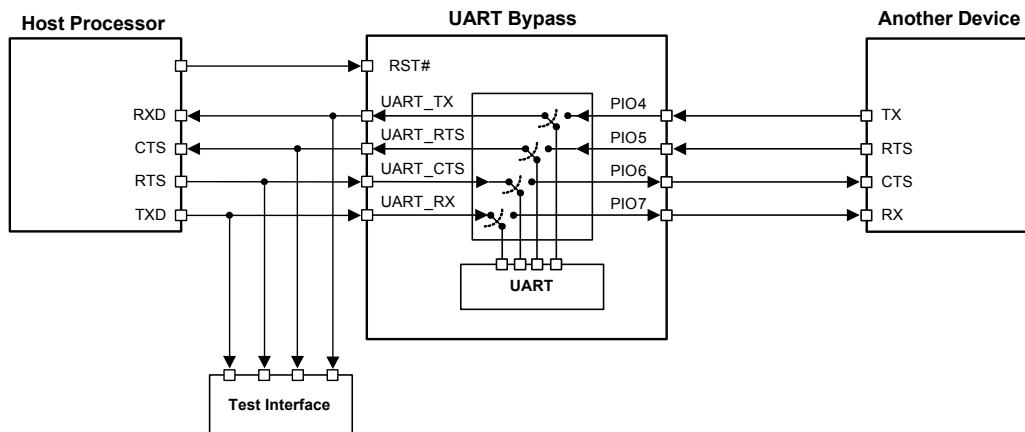 Host Processor
UART Bypass
Another Device
RST#
RXD
UART_TX
PIO4
TX
CTS
UART_RTS
PIO5
RTS
RTS
UART_CTS
PIO6
CTS
TXD
UART_RX
PIO7
RX
UART
Test Interface